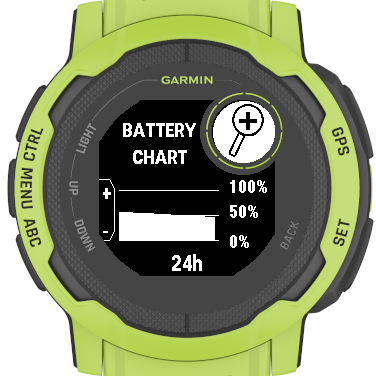 GARMIN
LIGHT
CTRL
GPS
BATTERY
CHART
UP
MENU
+
100%
50%
-
0%
DOWN
ABC
BACK
SET
24h